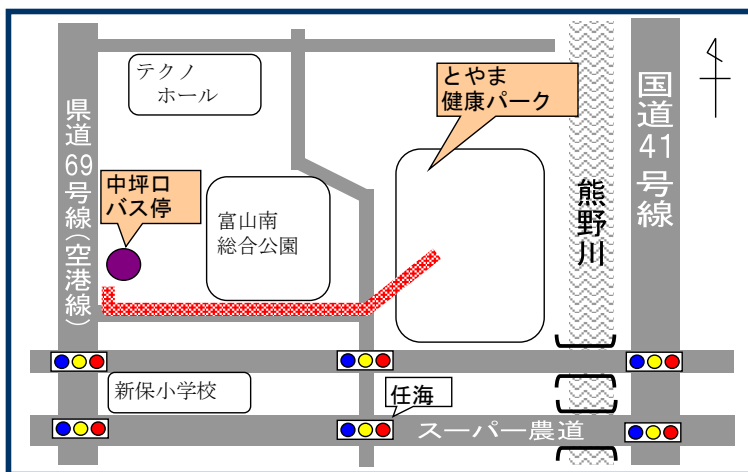 テクノ
ホール
とやま
健康パーク
県道69号線(空港線)
中坪口
バス停
富山南
総合公園
熊野川
国道41号線
新保小学校
任海
スーパー農道